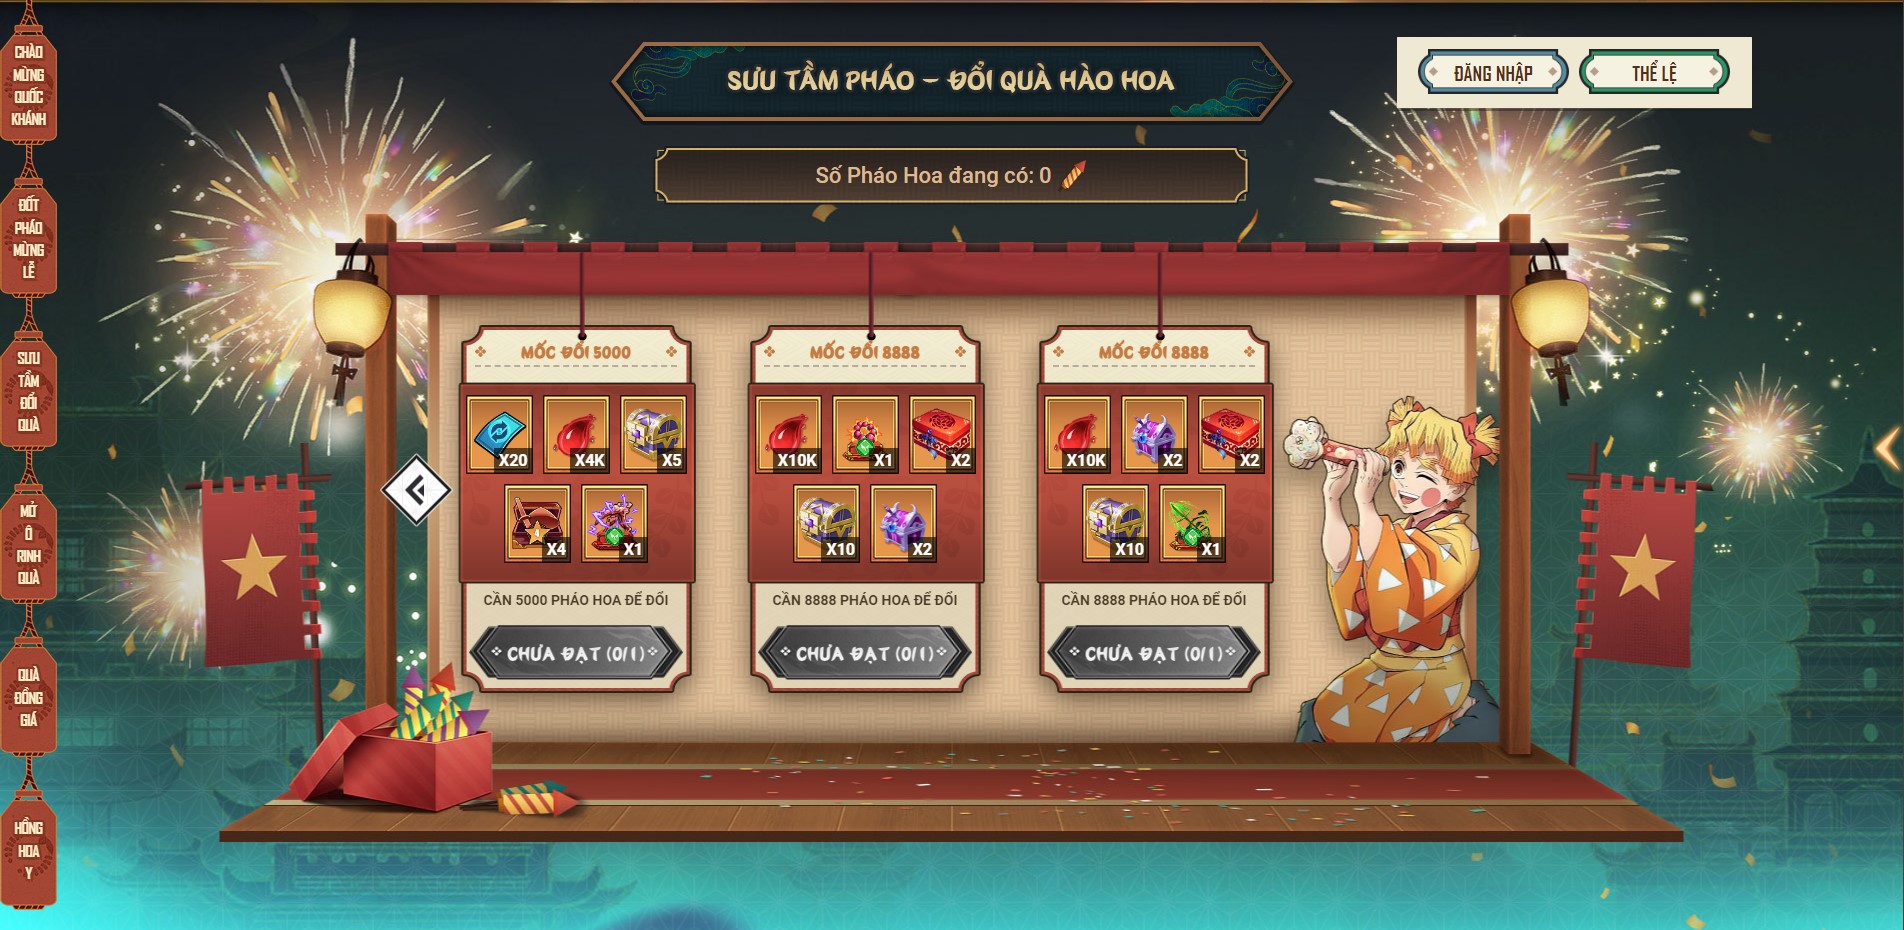 CHÀO
MỪNG
QUỐC
KHÁNH
ĐỐT
PHÁO
MỪNG
LỄ
SƯU
TẦM
ĐỔI
QUÀ
MỞ
Ô
RINH
QUÀ
QUÀ
ĐỒNG
GIÁ
HỒNG
HOA
Y
SƯU TẦM PHÁO - ĐỔI QUÀ HÀO HOA
ĐĂNG NHẬP
THỂ LỆ
Số Pháo Hoa đang có: 0
MỐC ĐỔI 5000
X20 X4K X5
X4 X1
CẦN 5000 PHÁO HOA ĐỂ ĐỔI
CHƯA ĐẠT (0/1)
MỐC ĐỔI 8888
X10K X1 X2
X10 X2
CẦN 8888 PHÁO HOA ĐỂ ĐỔI
CHƯA ĐẠT (0/1)
MỐC ĐỔI 8888
X10K X2 X2
X10 X1
CẦN 8888 PHÁO HOA ĐỂ ĐỔI
CHƯA ĐẠT (0/1)